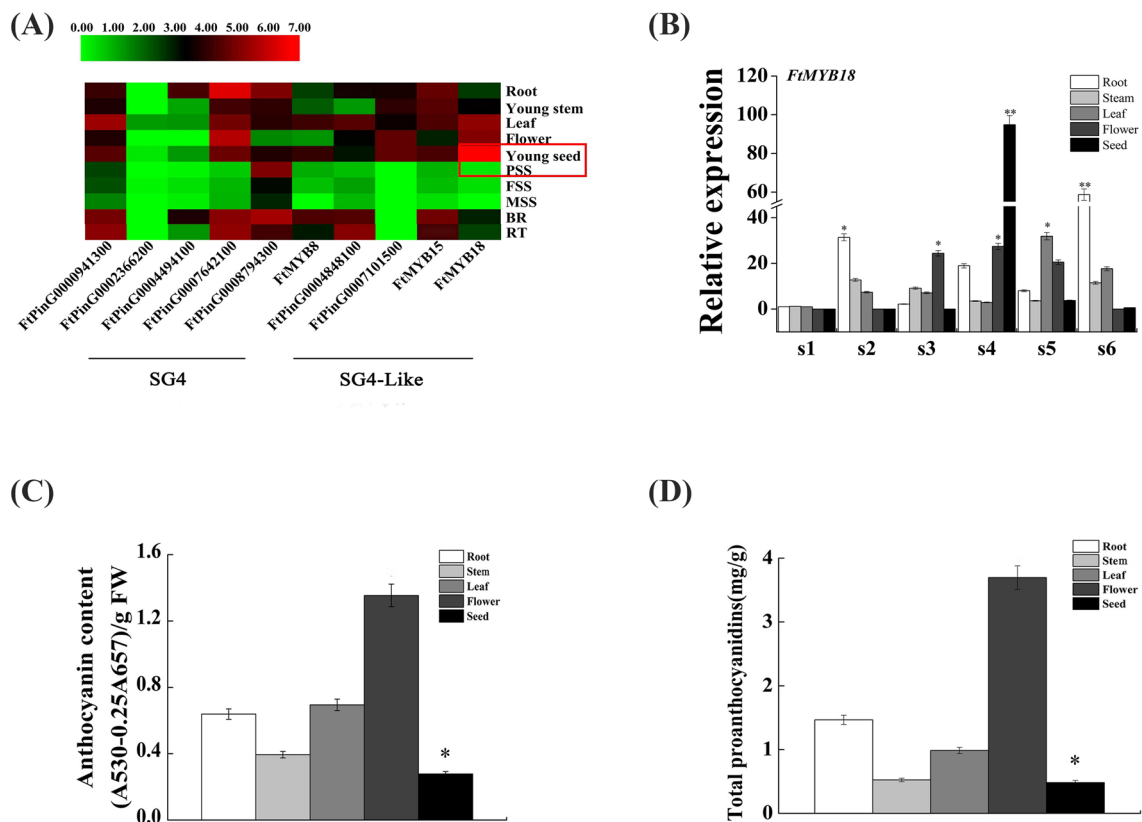 (A)
0.00 1.00 2.00 3.00 4.00 5.00 6.00 7.00
Root
Young stem
Leaf
Flower
Young seed
PSS
FSS
MSS
BR
RT
FtPinG0000941300
FtPinG0002366200
FtPinG0004494100
FtPinG0007642100
FtPinG0008794300
FtMYB8
FtPinG0004848100
FtPinG0007101500
FtMYB15
FtMYB18
SG4
SG4-Like
(B)
FtMYB18
Relative expression
120
100
80
60
40
20
0
* * ** * * **
s1 s2 s3 s4 s5 s6
Root
Steam
Leaf
Flower
Seed
(C)
Anthocyanin content
(A530-0.25A657)/g FW
1.6
1.2
0.8
0.4
0.0
*
Root
Stem
Leaf
Flower
Seed
(D)
Total proanthocyanidins(mg/g)
4
3
2
1
0
*
Root
Stem
Leaf
Flower
Seed